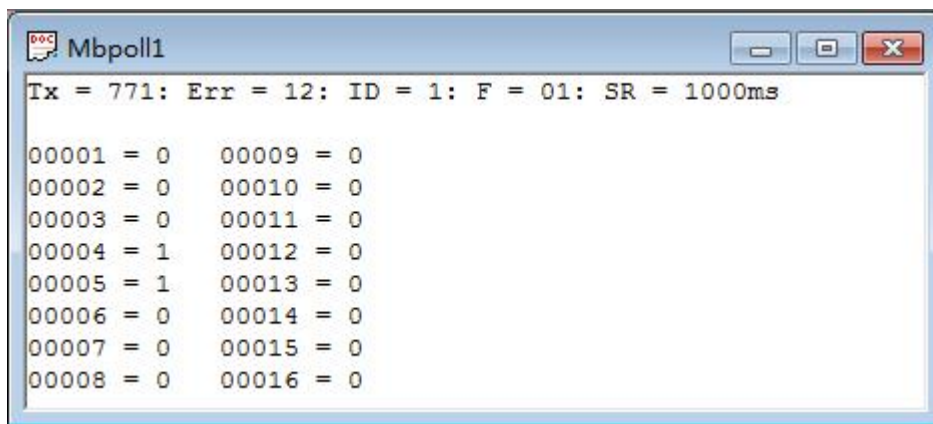 Mbpoll1
Tx = 771: Err = 12: ID = 1: F = 01: SR = 1000ms
00001 = 0   00009 = 0
00002 = 0   00010 = 0
00003 = 0   00011 = 0
00004 = 1   00012 = 0
00005 = 1   00013 = 0
00006 = 0   00014 = 0
00007 = 0   00015 = 0
00008 = 0   00016 = 0